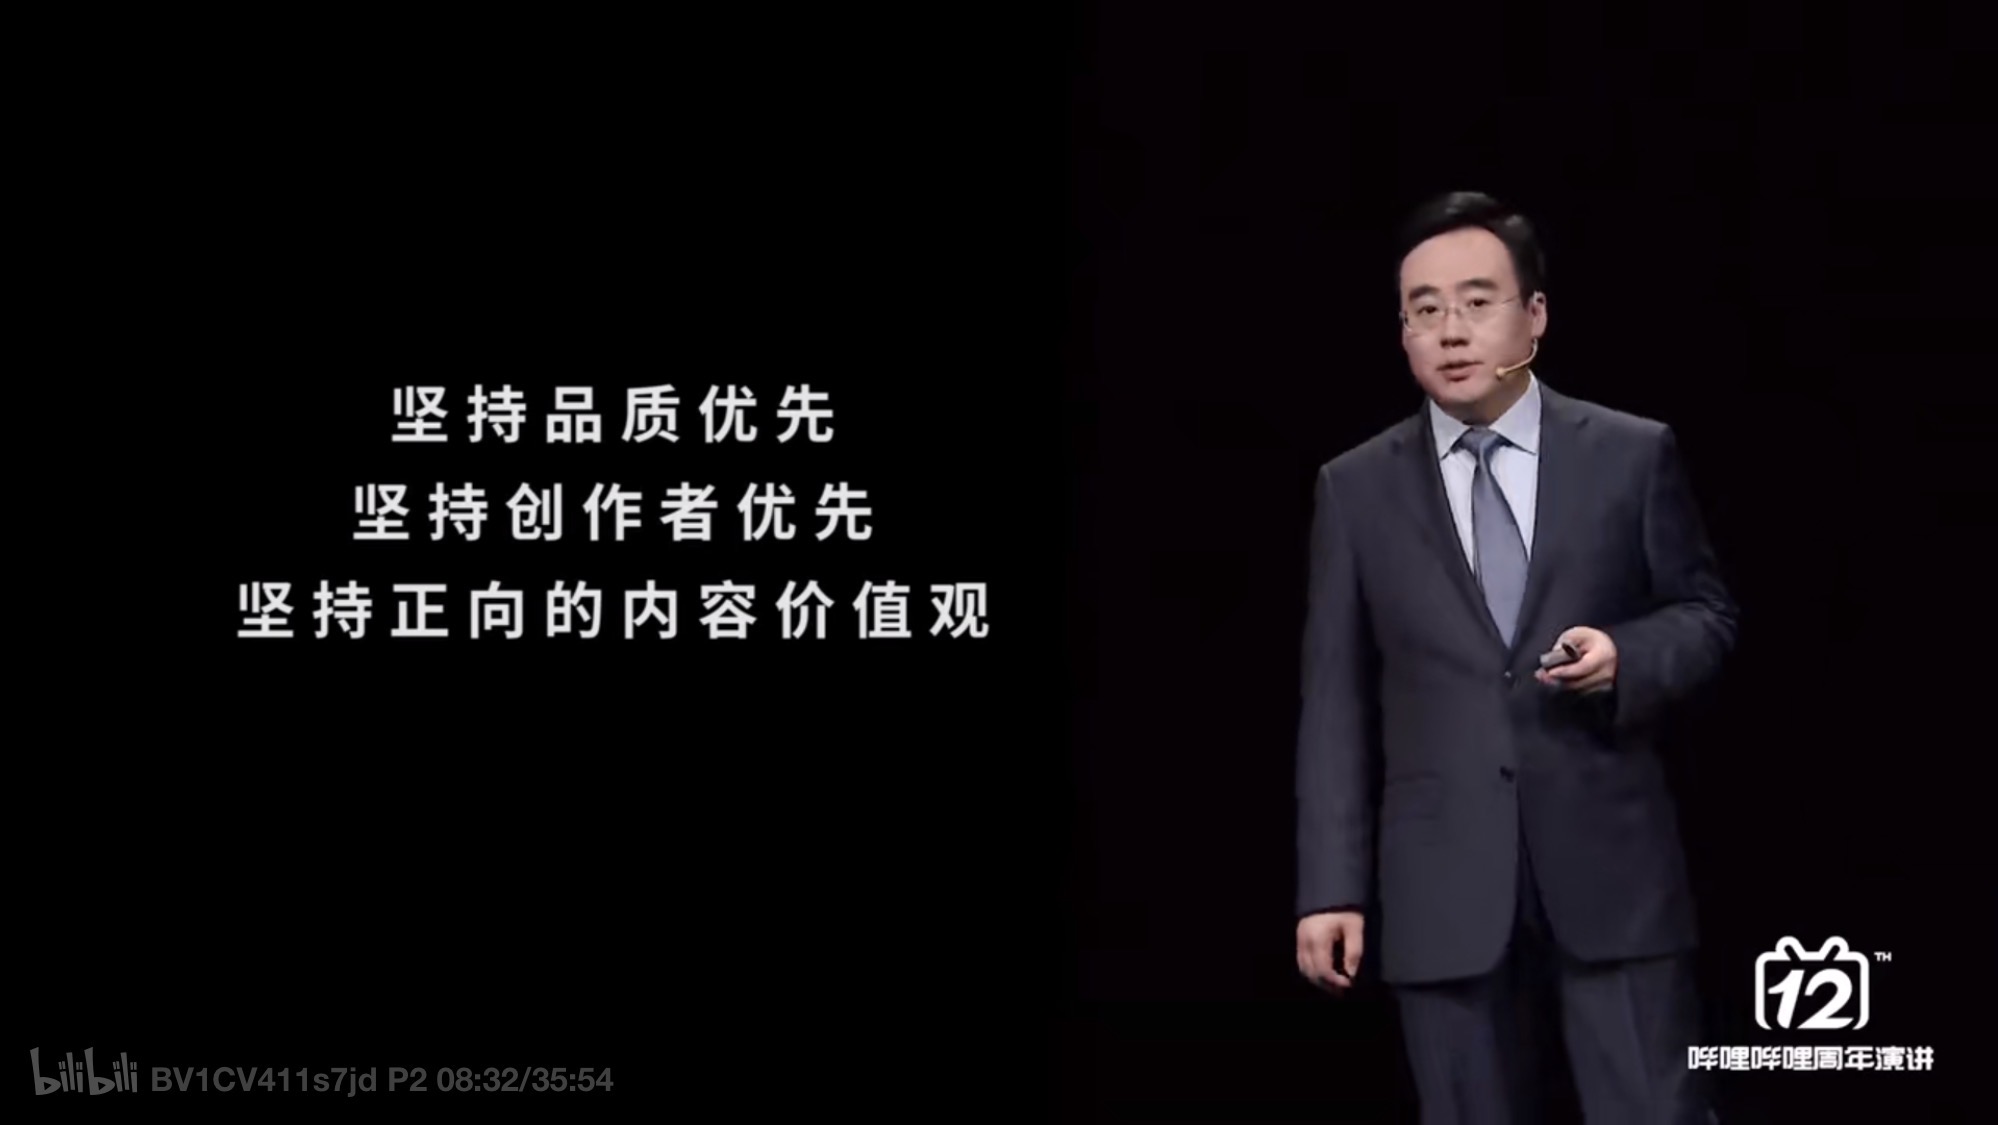 坚持品质优先
坚持创作者优先
坚持正向的内容价值观
12TH
哔哩哔哩周年演讲
bilibili BV1CV411s7jd P2 08:32/35:54